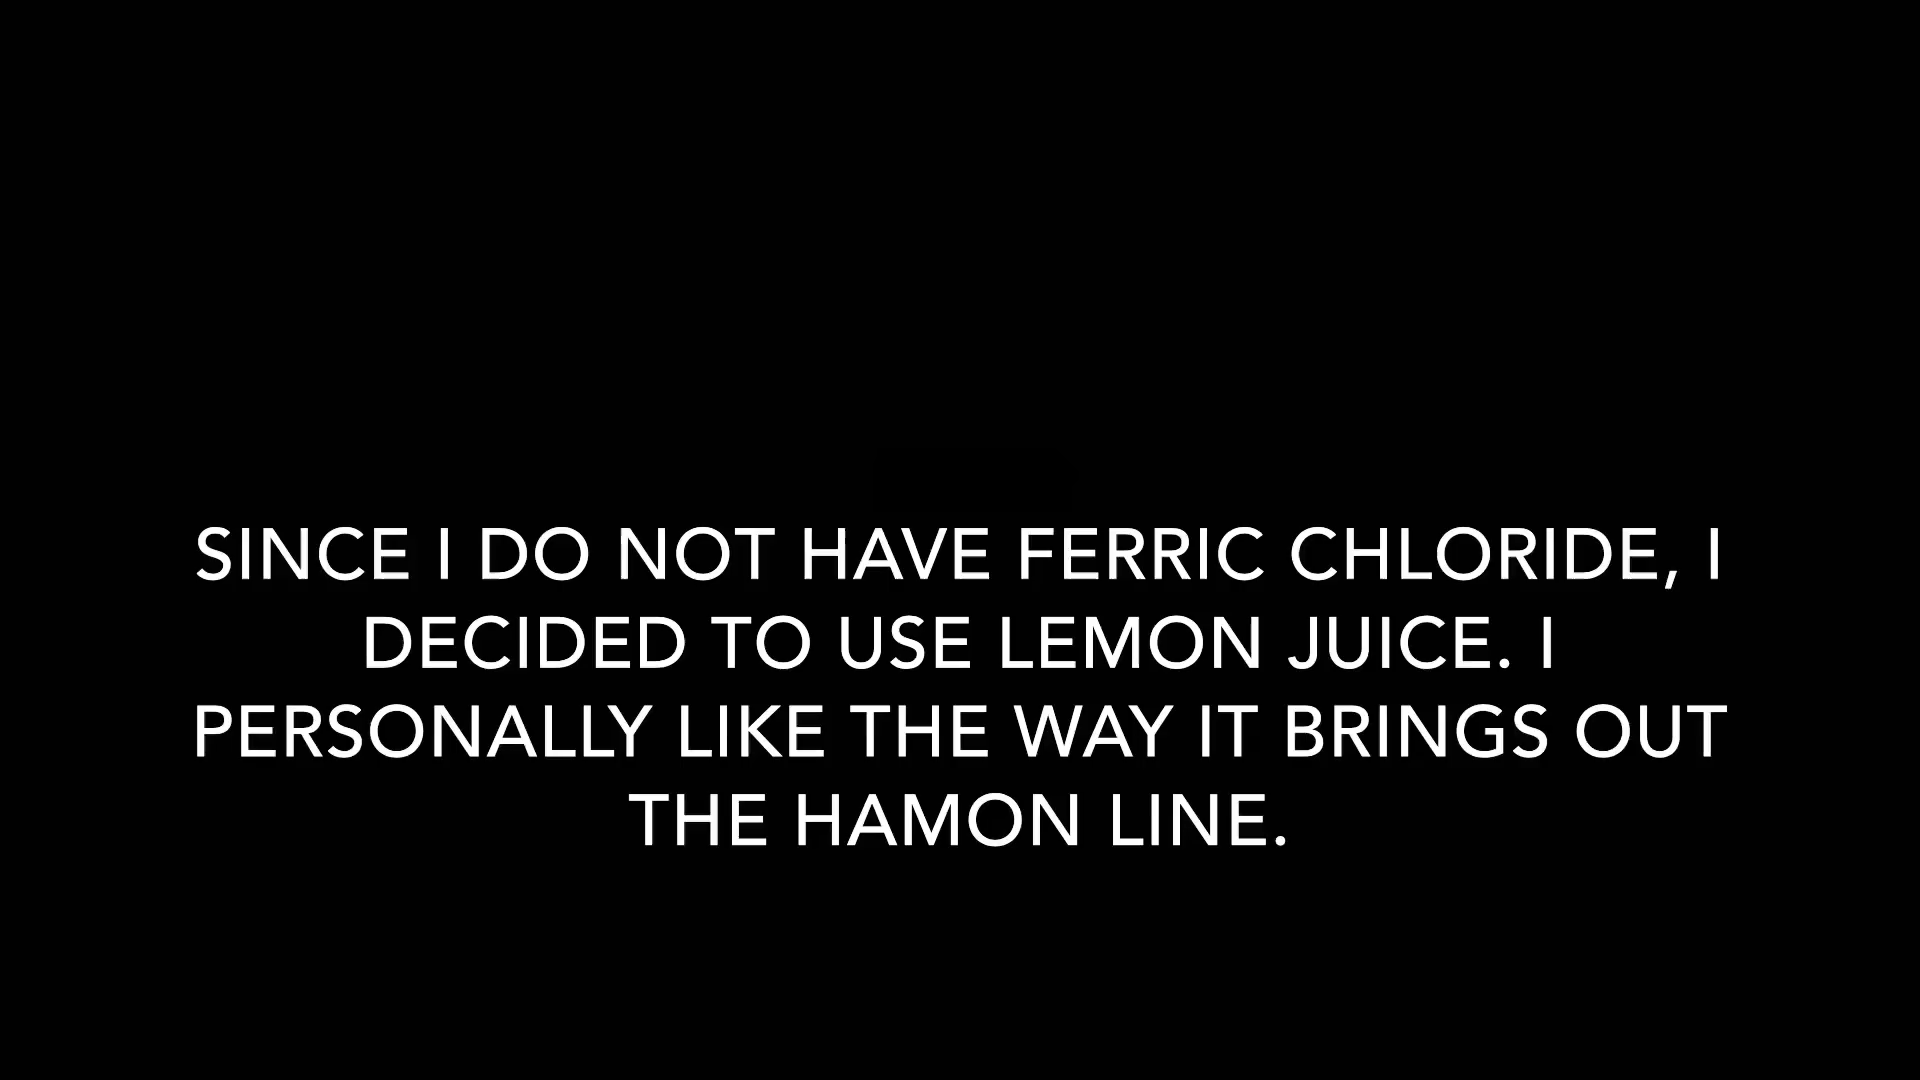 SINCE I DO NOT HAVE FERRIC CHLORIDE, I
DECIDED TO USE LEMON JUICE. I
PERSONALLY LIKE THE WAY IT BRINGS OUT
THE HAMON LINE.